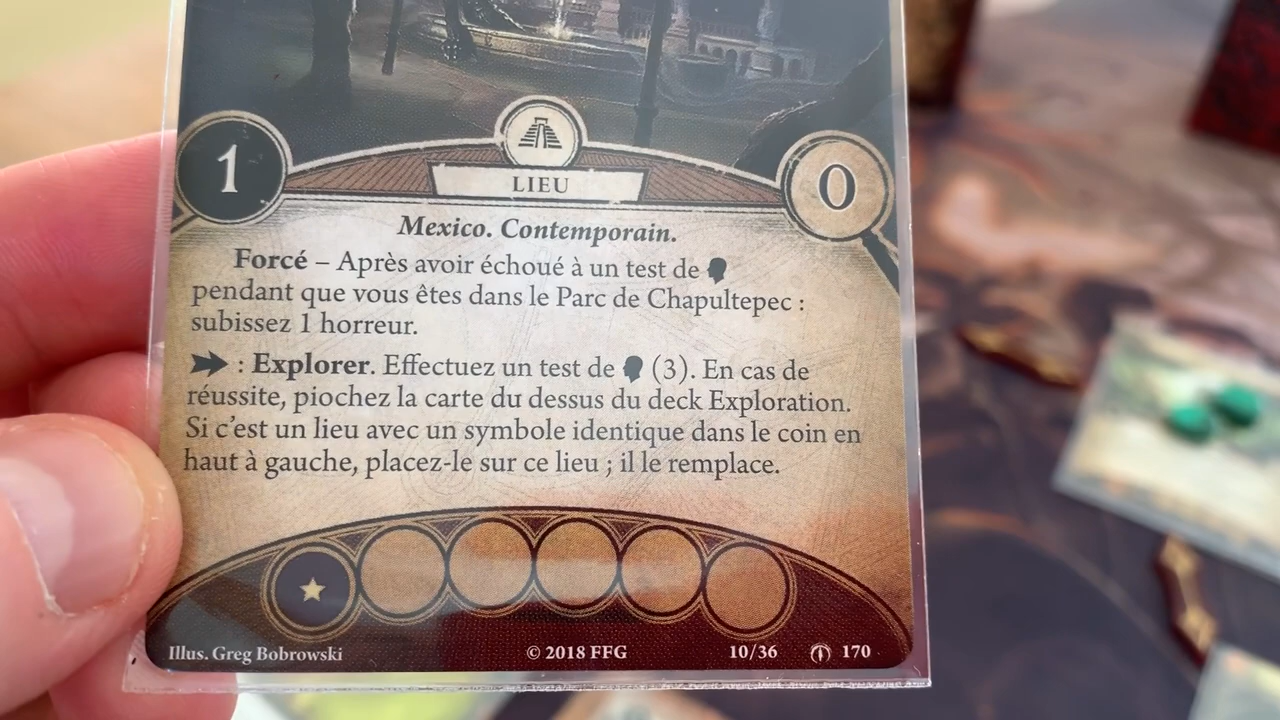 1
0
LIEU
Mexico. Contemporain.
Forcé – Après avoir échoué à un test de
pendant que vous êtes dans le Parc de Chapultepec :
subissez 1 horreur.
: Explorer. Effectuez un test de (3). En cas de
réussite, piochez la carte du dessus du deck Exploration.
Si c'est un lieu avec un symbole identique dans le coin en
haut à gauche, placez-le sur ce lieu ; il le remplace.
Illus. Greg Bobrowski © 2018 FFG 10/36 170